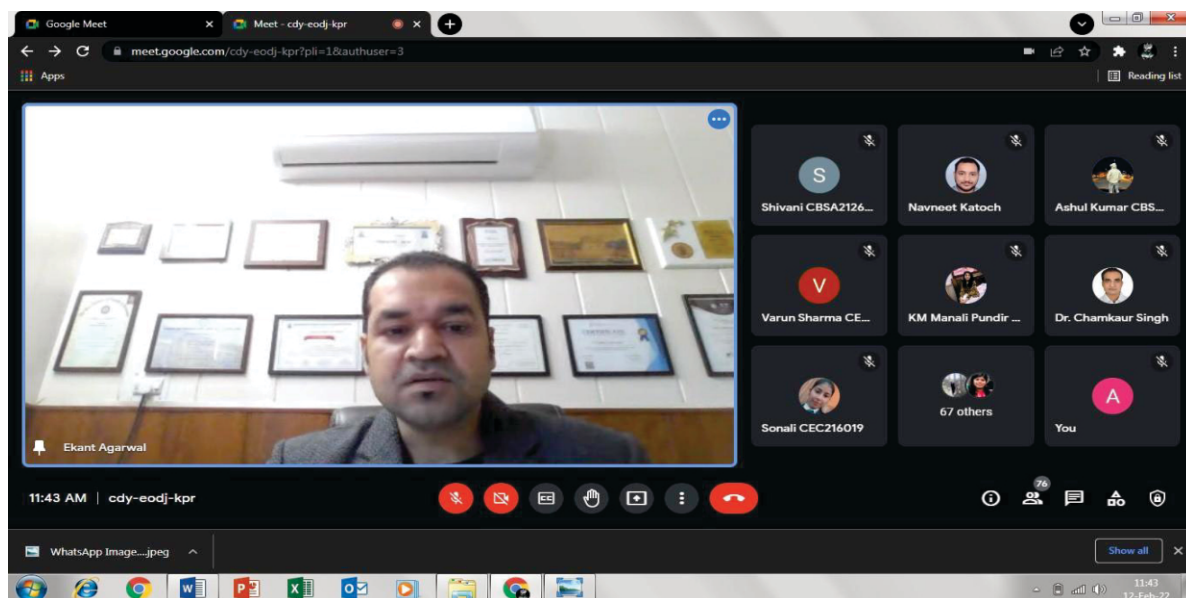 Google Meet
Meet - cdy-eodj-kpr
meet.google.com/cdy-eodj-kpr?pli=1&authuser=3
Apps
Reading list
S
Shivani CBSA2126...
Navneet Katoch
Ashul Kumar CBS...
V
Varun Sharma CE...
KM Manali Pundir ...
Dr. Chamkaur Singh
Sonali CEC216019
67 others
A
You
Ekant Agarwal
11:43 AM | cdy-eodj-kpr
CC
76
WhatsApp Image....jpeg
Show all
11:43
12-Feb-22